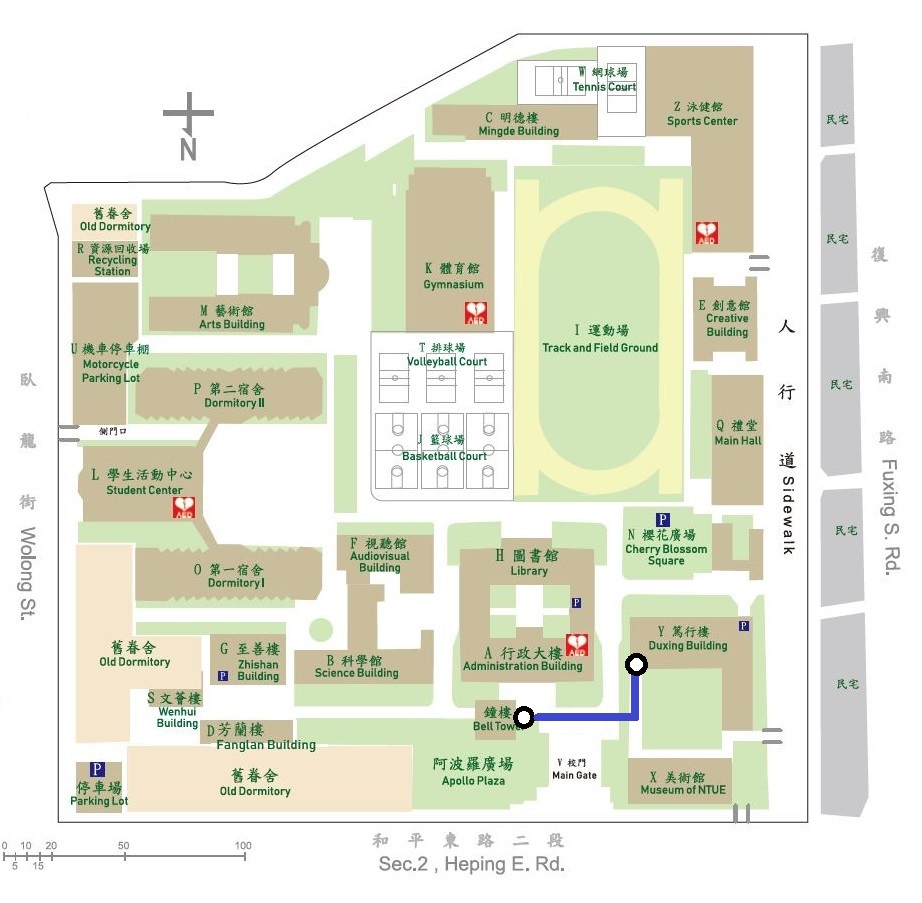 W 網球場
Tennis Court
C 明德樓
Mingde Building
Z 泳健館
Sports Center
民宅
N
舊眷舍
Old Dormitory
R 資源回收場
Recycling
Station
AED
民宅
復
興
南
路
Fuxing S. Rd.
K 體育館
Gymnasium
AED
M 藝術館
Arts Building
E 創意館
Creative
Building
人
行
道
Sidewalk
I 運動場
Track and Field Ground
U 機車停車棚
Motorcycle
Parking Lot
T 排球場
Volleyball Court
P 第二宿舍
Dormitory II
民宅
臥
龍
街
Wolong St.
側門口
J 籃球場
Basketball Court
Q 禮堂
Main Hall
L 學生活動中心
Student Center
AED
P
N 櫻花廣場
Cherry Blossom
Square
民宅
F 視聽館
Audiovisual
Building
H 圖書館
Library
O 第一宿舍
Dormitory I
P
舊眷舍
Old Dormitory
G 至善樓
Zhishan
Building
P
B 科學館
Science Building
A 行政大樓
Administration Building
AED
Y 篤行樓
Duxing Building
P
民宅
S 文薈樓
Wenhui
Building
鐘樓
Bell Tower
D 芳蘭樓
Fanglan Building
阿波羅廣場
Apollo Plaza
V 校門
Main Gate
X 美術館
Museum of NTUE
P
停車場
Parking Lot
舊眷舍
Old Dormitory
和平東路二段
Sec.2 , Heping E. Rd.
0 10 20 50 100
5 15